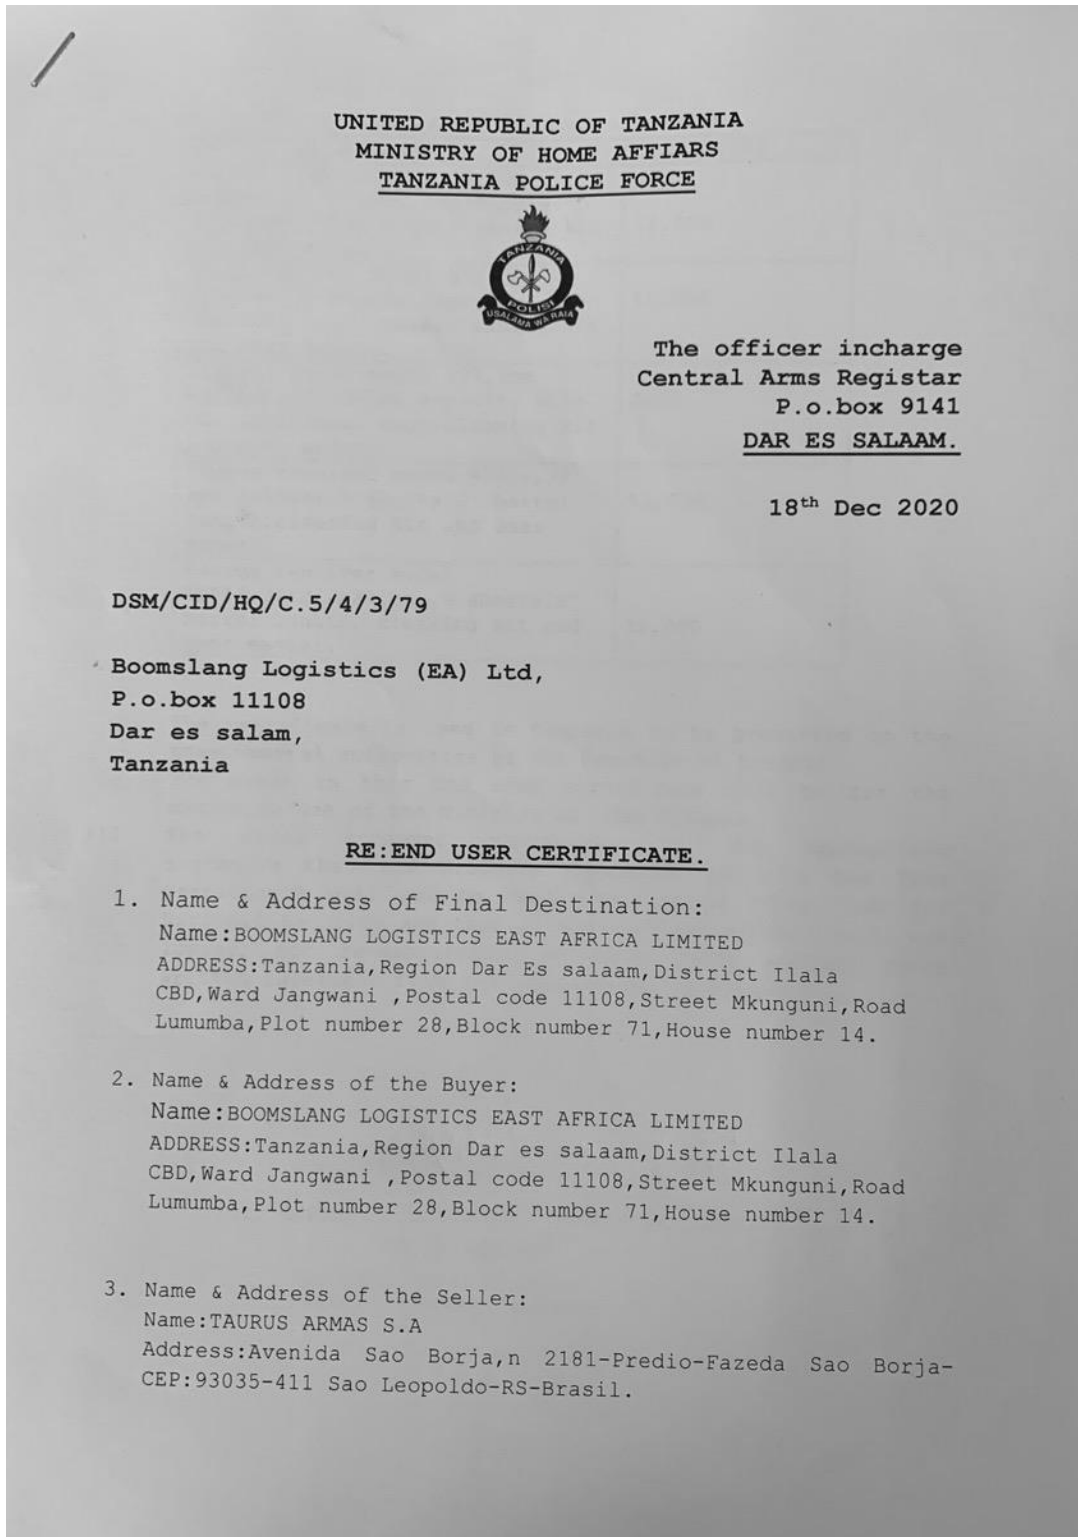 UNITED REPUBLIC OF TANZANIA
MINISTRY OF HOME AFFIARS
TANZANIA POLICE FORCE
TANZANIA
POLISI
USALAMA WA RAIA
The officer incharge
Central Arms Registar
P.o.box 9141
DAR ES SALAAM.
18th Dec 2020
DSM/CID/HQ/C.5/4/3/79
Boomslang Logistics (EA) Ltd,
P.o.box 11108
Dar es salam,
Tanzania
RE:END USER CERTIFICATE.
1. Name & Address of Final Destination:
Name:BOOMSLANG LOGISTICS EAST AFRICA LIMITED
ADDRESS:Tanzania,Region Dar Es salaam,District Ilala
CBD,Ward Jangwani ,Postal code 11108,Street Mkunguni,Road
Lumumba,Plot number 28,Block number 71,House number 14.
2. Name & Address of the Buyer:
Name:BOOMSLANG LOGISTICS EAST AFRICA LIMITED
ADDRESS:Tanzania,Region Dar es salaam,District Ilala
CBD,Ward Jangwani ,Postal code 11108,Street Mkunguni,Road
Lumumba,Plot number 28,Block number 71,House number 14.
3. Name & Address of the Seller:
Name:TAURUS ARMAS S.A
Address:Avenida Sao Borja,n 2181-Predio-Fazeda Sao Borja-
CEP:93035-411 Sao Leopoldo-RS-Brasil.